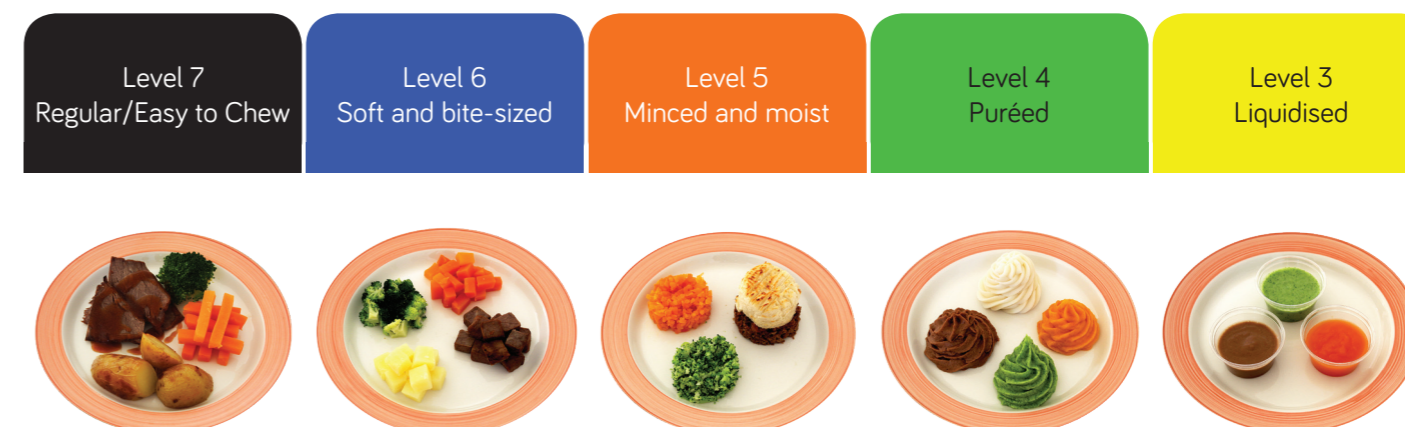 Level 7
Regular/Easy to Chew
Level 6
Soft and bite-sized
Level 5
Minced and moist
Level 4
Puréed
Level 3
Liquidised